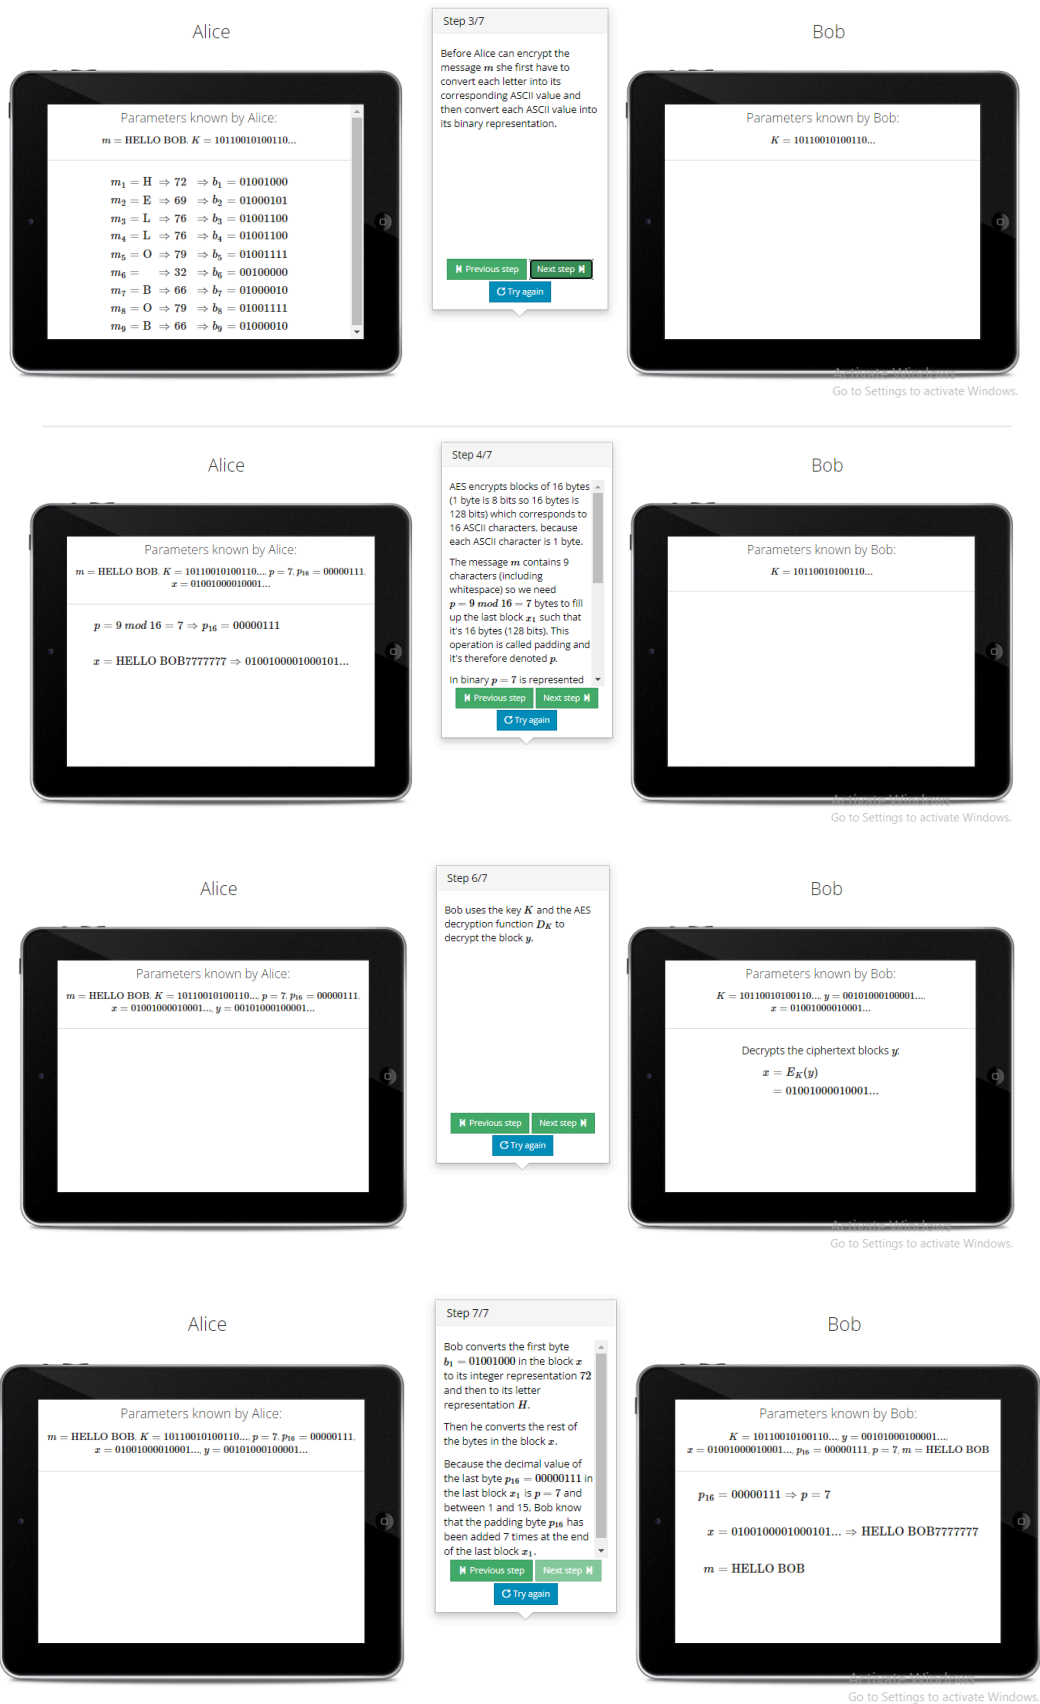 Alice
Step 3/7
Bob
Before Alice can encrypt the
message m she first have to
convert each letter into its
corresponding ASCII value and
then convert each ASCII value into
its binary representation.
Previous step
Next step
Try again
Parameters known by Alice:
m = HELLO BOB, K = 10110010100110...
m₁ = H ⇒ 72 ⇒ b₁ = 01001000
m₂ = E ⇒ 69 ⇒ b₂ = 01000101
m₃ = L ⇒ 76 ⇒ b₃ = 01001100
m₄ = L ⇒ 76 ⇒ b₄ = 01001100
m₅ = O ⇒ 79 ⇒ b₅ = 01001111
m₆ = ⇒ 32 ⇒ b₆ = 00100000
m₇ = B ⇒ 66 ⇒ b₇ = 01000010
m₈ = O ⇒ 79 ⇒ b₈ = 01001111
m₉ = B ⇒ 66 ⇒ b₉ = 01000010
Parameters known by Bob:
K = 10110010100110...
Activate Windows
Go to Settings to activate Windows.
Alice
Step 4/7
Bob
AES encrypts blocks of 16 bytes
(1 byte is 8 bits so 16 bytes is
128 bits) which corresponds to
16 ASCII characters, because
each ASCII character is 1 byte.
The message m contains 9
characters (including
whitespace) so we need
p = 9 mod 16 = 7 bytes to fill
up the last block x₁ such that
it's 16 bytes (128 bits). This
operation is called padding and
it's therefore denoted p.
In binary p = 7 is represented
Previous step
Next step
Try again
Parameters known by Alice:
m = HELLO BOB, K = 10110010100110..., p = 7, p₁₆ = 00000111,
x = 01001000010001...
p = 9 mod 16 = 7 ⇒ p₁₆ = 00000111
x = HELLO BOB7777777 ⇒ 0100100001000101...
Parameters known by Bob:
K = 10110010100110...
Activate Windows
Go to Settings to activate Windows.
Alice
Step 6/7
Bob
Bob uses the key K and the AES
decryption function D_K to
decrypt the block y.
Previous step
Next step
Try again
Parameters known by Alice:
m = HELLO BOB, K = 10110010100110..., p = 7, p₁₆ = 00000111,
x = 01001000010001..., y = 00101000100001...
Parameters known by Bob:
K = 10110010100110..., y = 00101000100001...,
x = 01001000010001...
Decrypts the ciphertext blocks y:
x = E_K(y)
= 01001000010001...
Activate Windows
Go to Settings to activate Windows.
Alice
Step 7/7
Bob
Bob converts the first byte
b₁ = 01001000 in the block x
to its integer representation 72
and then to its letter
representation H.
Then he converts the rest of
the bytes in the block x.
Because the decimal value of
the last byte p₁₆ = 00000111 in
the last block x₁ is p = 7 and
between 1 and 15, Bob know
that the padding byte p₁₆ has
been added 7 times at the end
of the last block x₁.
Previous step
Next step
Try again
Parameters known by Alice:
m = HELLO BOB, K = 10110010100110..., p = 7, p₁₆ = 00000111,
x = 01001000010001..., y = 00101000100001...
Parameters known by Bob:
K = 10110010100110..., y = 00101000100001...,
x = 01001000010001..., p₁₆ = 00000111, p = 7, m = HELLO BOB
p₁₆ = 00000111 ⇒ p = 7
x = 0100100001000101... ⇒ HELLO BOB7777777
m = HELLO BOB
Activate Windows
Go to Settings to activate Windows.